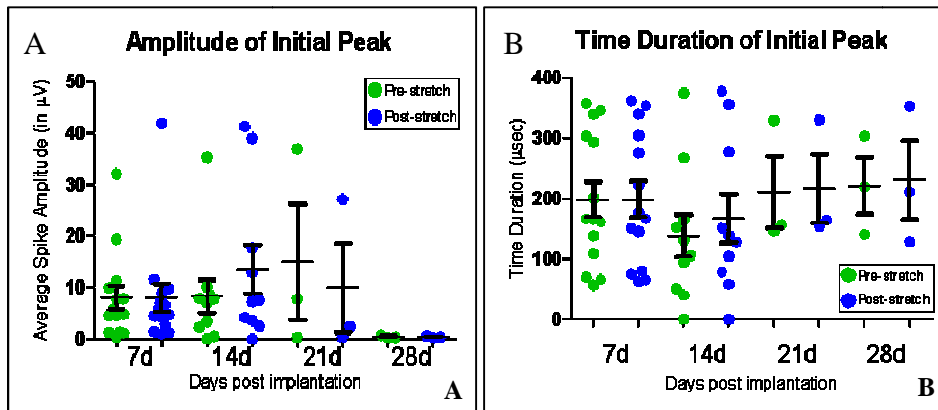 A
Amplitude of Initial Peak
Average Spike Amplitude (in μV)
50
40
30
20
10
0
Pre-stretch
Post-stretch
7d
14d
21d
28d
Days post implantation
A
B
Time Duration of Initial Peak
Time Duration (μsec)
400
300
200
100
0
Pre-stretch
Post-stretch
7d
14d
21d
28d
Days post implantation
B